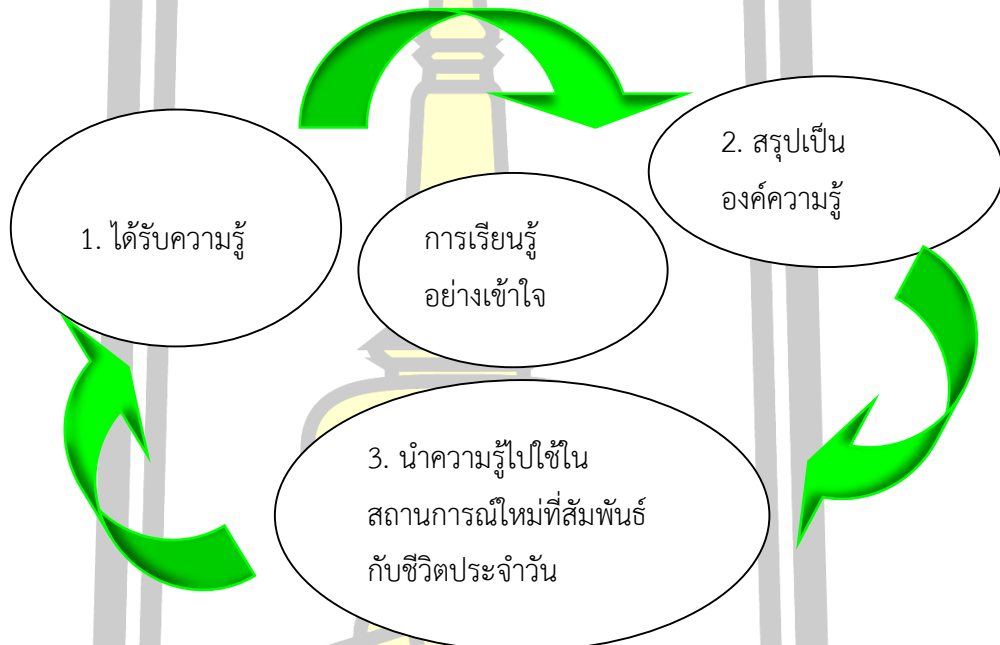 1. ได้รับความรู้
การเรียนรู้
อย่างเข้าใจ
2. สรุปเป็น
องค์ความรู้
3. นำความรู้ไปใช้ใน
สถานการณ์ใหม่ที่สัมพันธ์
กับชีวิตประจำวัน